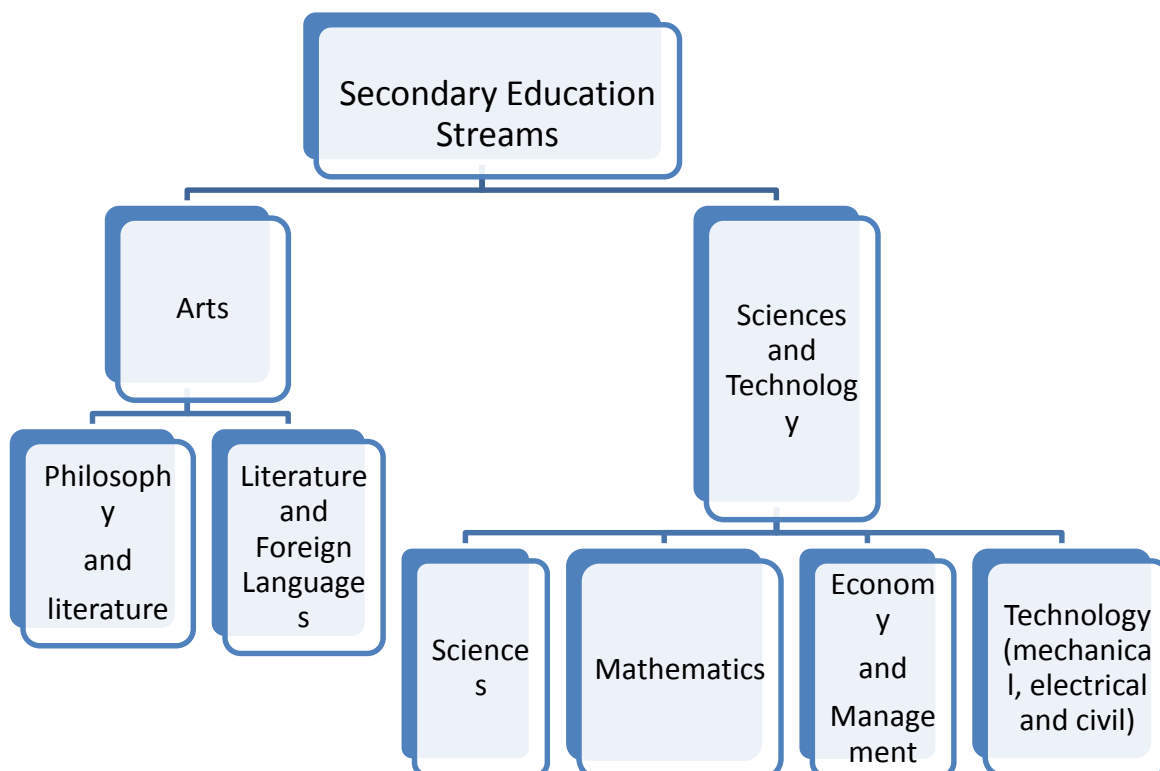 Secondary Education
Streams
Arts
Sciences
and
Technolog
y
Philosoph
y
and
literature
Literature
and
Foreign
Language
s
Science
s
Mathematics
Econom
y
and
Manage
ment
Technology
(mechanica
l, electrical
and civil)